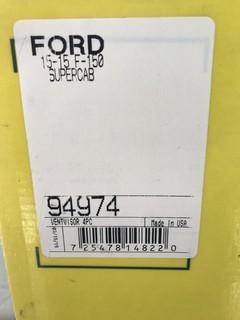 FORD
15-15 F-150
SUPERCAB
94974
VENTVISOR 4PC
Made In USA
7 25478 14822 0